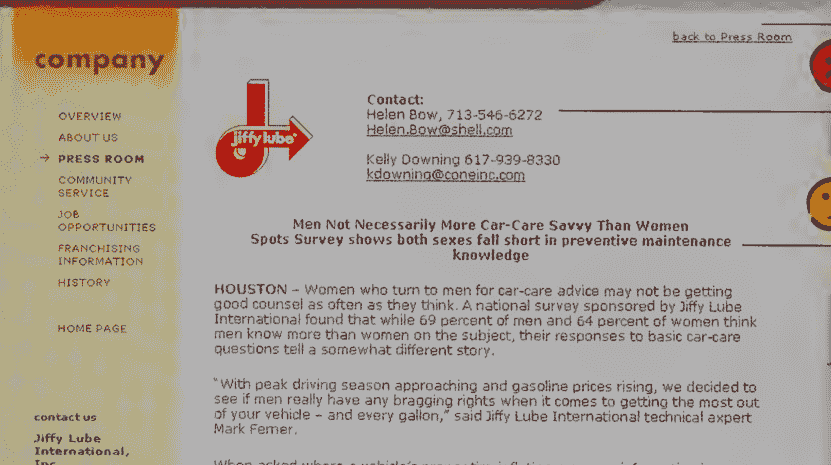 company
back to Press Room
OVERVIEW
ABOUT US
PRESS ROOM
COMMUNITY
SERVICE
JOB
OPPORTUNITIES
FRANCHISING
INFORMATION
HISTORY
HOME PAGE
contact us
Jiffy Lube
International,
Inc.
jiffy lube
Contact:
Helen Bow, 713-546-6272
Helen.Bow@shell.com
Kelly Downing 617-939-8330
kdowning@coneinc.com
Men Not Necessarily More Car-Care Savvy Than Women
Spots Survey shows both sexes fall short in preventive maintenance
knowledge
HOUSTON – Women who turn to men for car-care advice may not be getting
good counsel as often as they think. A national survey sponsored by Jiffy Lube
International found that while 69 percent of men and 64 percent of women think
men know more than women on the subject, their responses to basic car-care
questions tell a somewhat different story.
"With peak driving season approaching and gasoline prices rising, we decided to
see if men really have any bragging rights when it comes to getting the most out
of your vehicle – and every gallon," said Jiffy Lube International technical expert
Mark Ferner.
When asked where a vehicle's